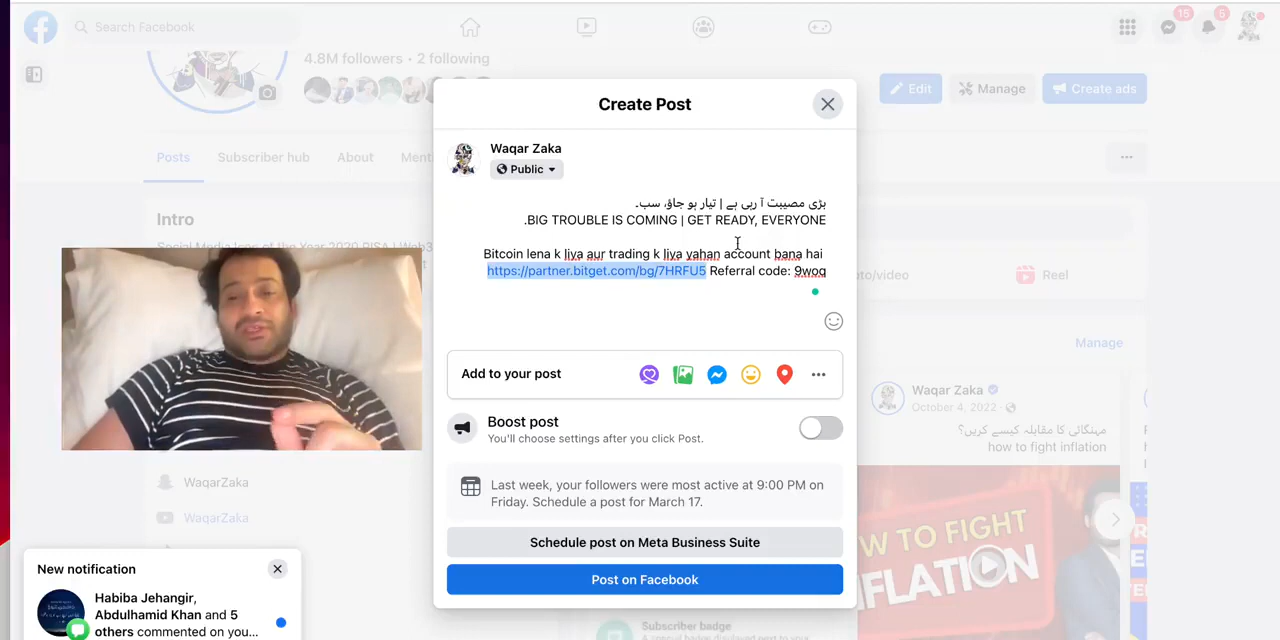 Search Facebook
15
5
4.8M followers • 2 following
Edit
Manage
Create ads
Posts
Subscriber hub
About
Intro
Create Post
Waqar Zaka
Public
بڑی مصیبت آ رہی ہے | تیار ہو جاؤ، سب۔
BIG TROUBLE IS COMING | GET READY, EVERYONE.
Bitcoin lena k liya aur trading k liya yahan account bana hai
https://partner.bitget.com/bg/7HRFU5 Referral code: 9woq
Add to your post
Boost post
You'll choose settings after you click Post.
Last week, your followers were most active at 9:00 PM on
Friday. Schedule a post for March 17.
Schedule post on Meta Business Suite
Post on Facebook
Reel
Manage
Waqar Zaka
October 4, 2022
مہنگائی کا مقابلہ کیسے کریں؟
how to fight inflation
TO FIGHT
WaqarZaka
WaqarZaka
New notification
Habiba Jehangir,
Abdulhamid Khan and 5
others commented on you...
Subscriber badge